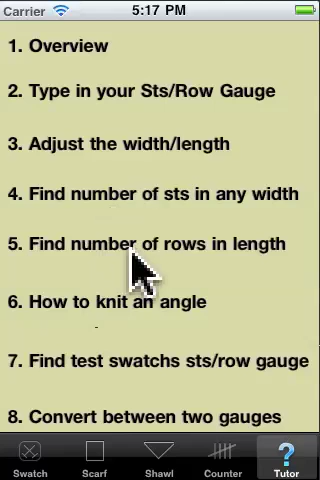 Carrier 5:17 PM
1. Overview
2. Type in your Sts/Row Gauge
3. Adjust the width/length
4. Find number of sts in any width
5. Find number of rows in length
6. How to knit an angle
7. Find test swatchs sts/row gauge
8. Convert between two gauges
Swatch Scarf Shawl Counter Tutor